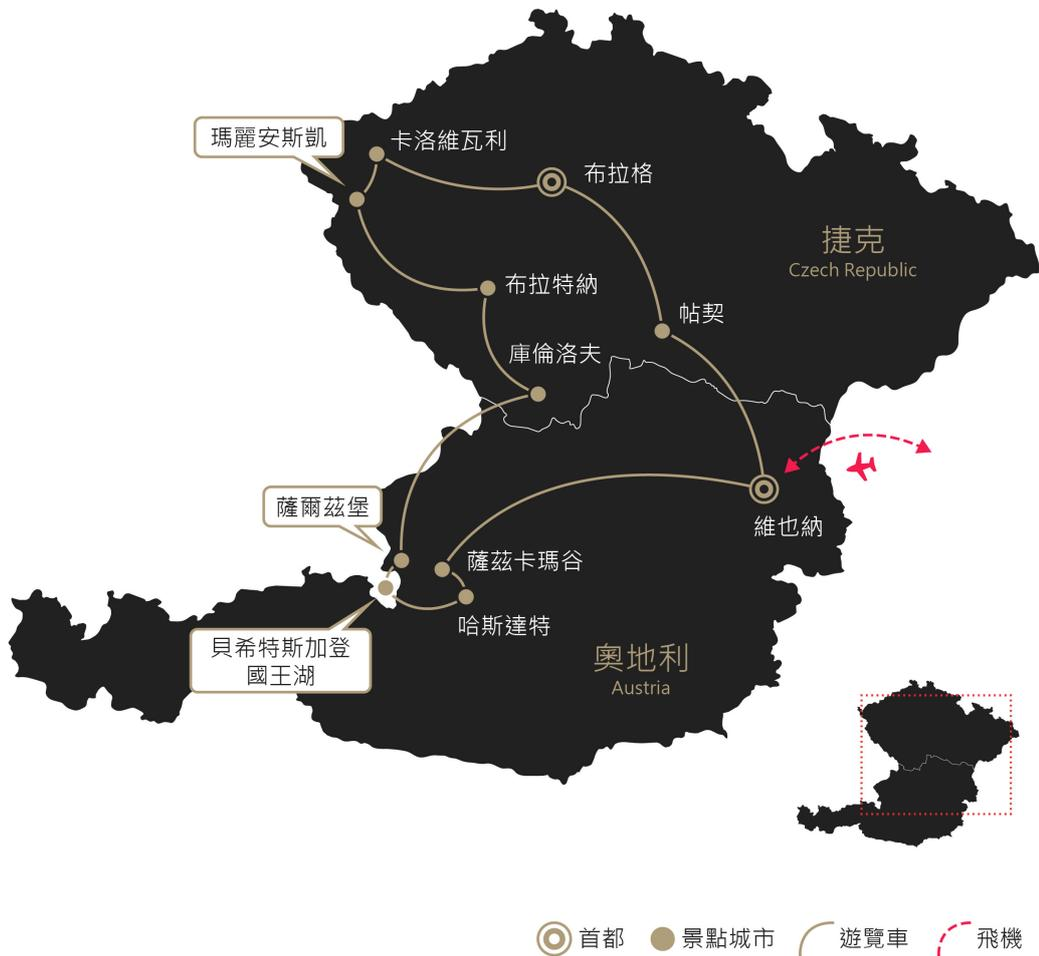 瑪麗安斯凱
卡洛維瓦利
布拉格
捷克
Czech Republic
布拉特納
帖契
庫倫洛夫
薩爾茲堡
維也納
薩茲卡瑪谷
哈斯達特
貝希特斯加登
國王湖
奧地利
Austria
首都
景點城市
遊覽車
飛機